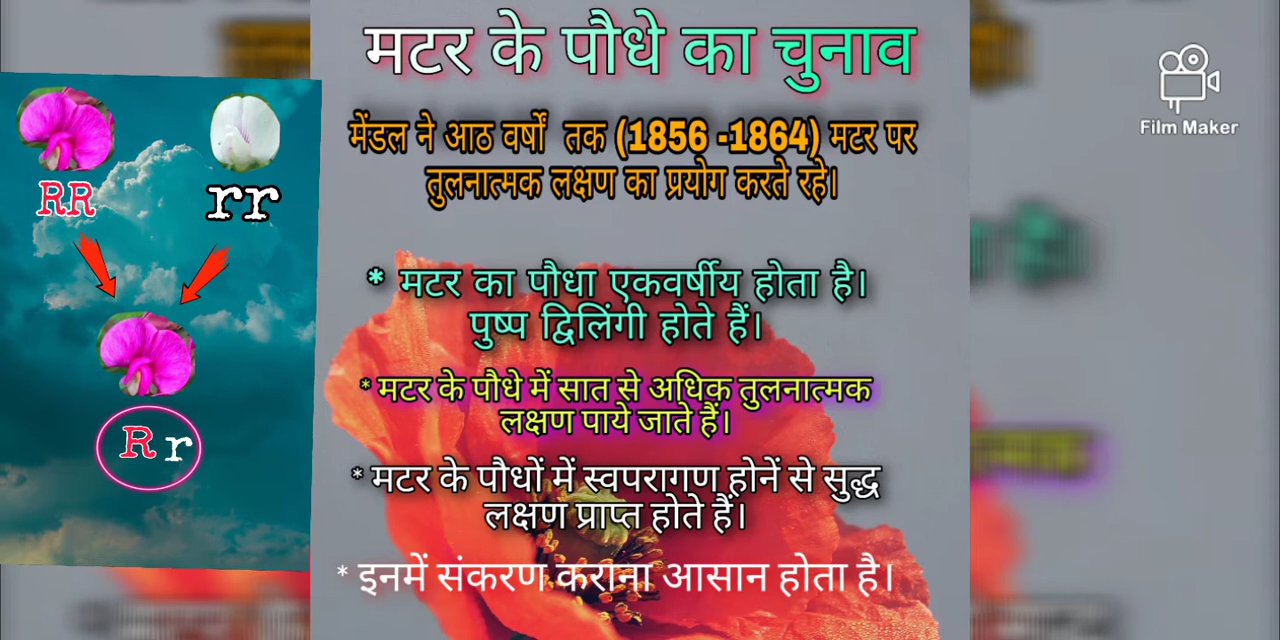 मटर के पौधे का चुनाव
मेंडल ने आठ वर्षों तक (1856 -1864) मटर पर
तुलनात्मक लक्षण का प्रयोग करते रहे।
* मटर का पौधा एकवर्षीय होता है।
पुष्प द्विलिंगी होते हैं।
* मटर के पौधे में सात से अधिक तुलनात्मक
लक्षण पाये जाते हैं।
* मटर के पौधों में स्वपरागण होनें से सुद्ध
लक्षण प्राप्त होते हैं।
* इनमें संकरण कराना आसान होता है।
RR
rr
Rr
Film Maker